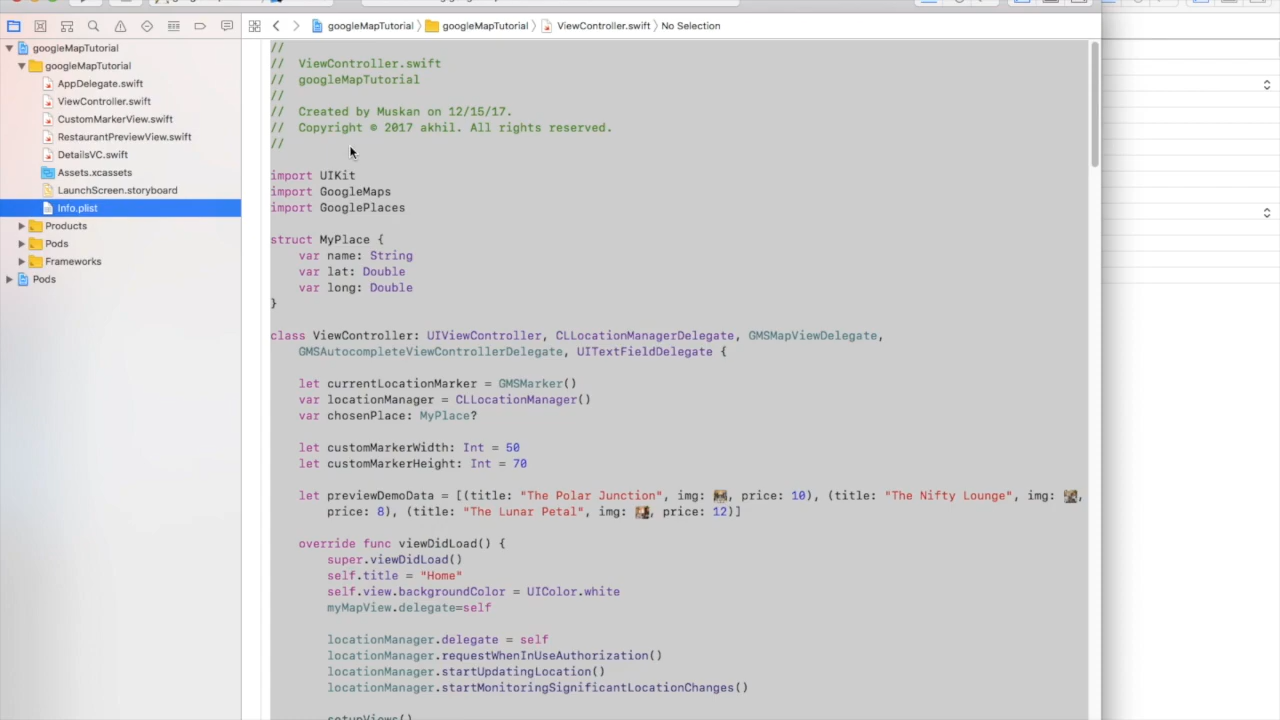 googleMapTutorial
googleMapTutorial
ViewController.swift
No Selection
googleMapTutorial
googleMapTutorial
AppDelegate.swift
ViewController.swift
CustomMarkerView.swift
RestaurantPreviewView.swift
DetailsVC.swift
Assets.xcassets
LaunchScreen.storyboard
Info.plist
Products
Pods
Frameworks
Pods
//
//  ViewController.swift
//  googleMapTutorial
//
//  Created by Muskan on 12/15/17.
//  Copyright © 2017 akhil. All rights reserved.
//
import UIKit
import GoogleMaps
import GooglePlaces
struct MyPlace {
var name: String
var lat: Double
var long: Double
}
class ViewController: UIViewController, CLLocationManagerDelegate, GMSMapViewDelegate,
GMSAutocompleteViewControllerDelegate, UITextFieldDelegate {
let currentLocationMarker = GMSMarker()
var locationManager = CLLocationManager()
var chosenPlace: MyPlace?
let customMarkerWidth: Int = 50
let customMarkerHeight: Int = 70
let previewDemoData = [(title: "The Polar Junction", img: , price: 10), (title: "The Nifty Lounge", img: ,
price: 8), (title: "The Lunar Petal", img: , price: 12)]
override func viewDidLoad() {
super.viewDidLoad()
self.title = "Home"
self.view.backgroundColor = UIColor.white
myMapView.delegate=self
locationManager.delegate = self
locationManager.requestWhenInUseAuthorization()
locationManager.startUpdatingLocation()
locationManager.startMonitoringSignificantLocationChanges()
setupViews()